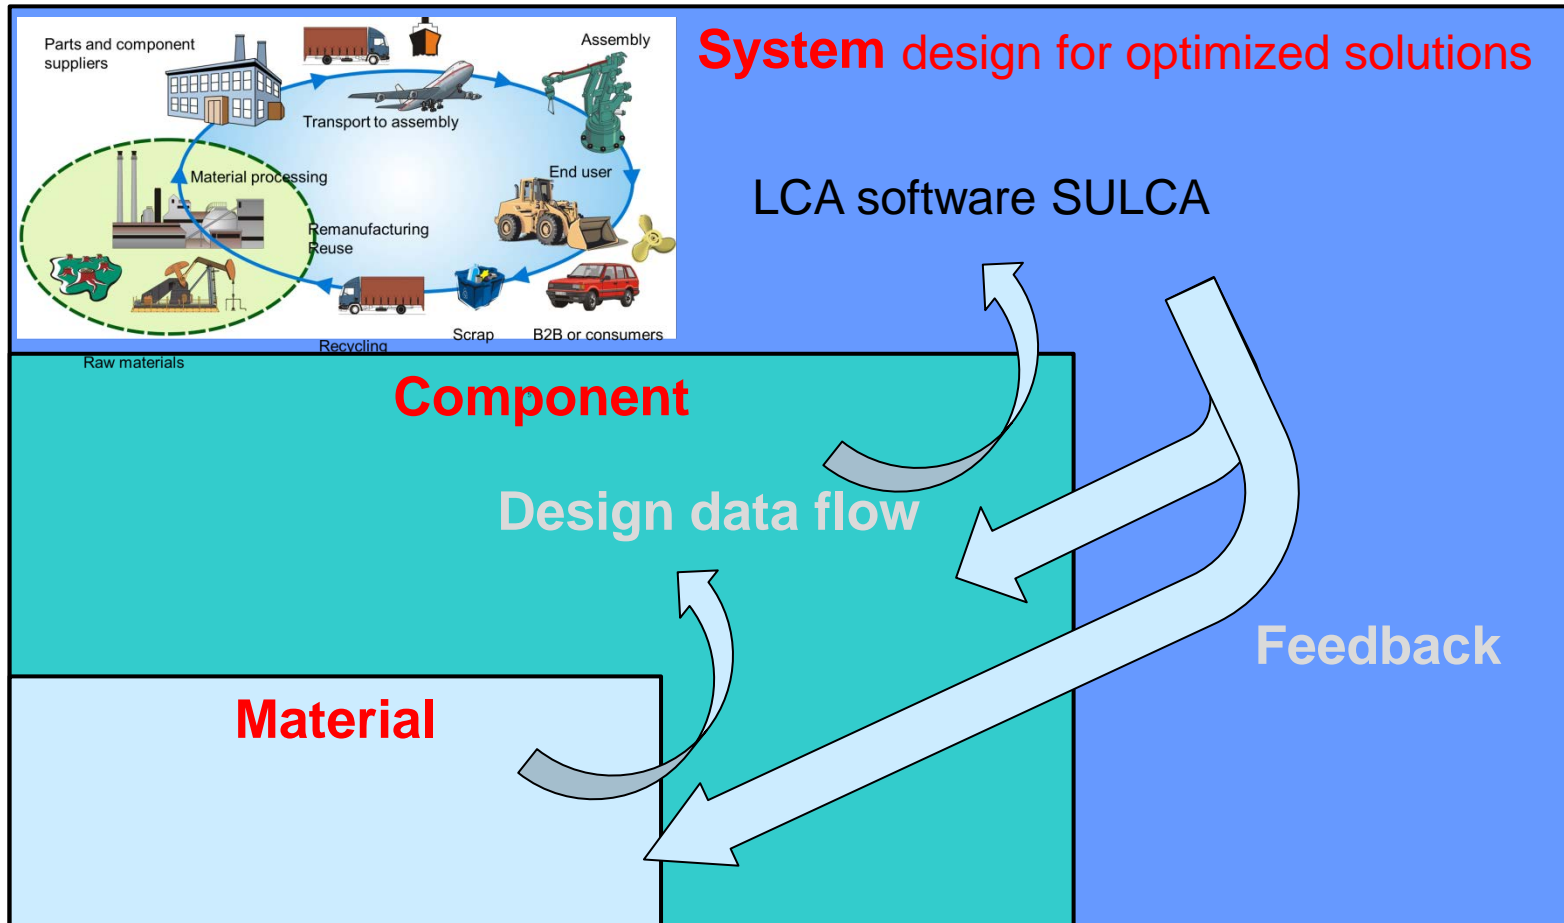 System design for optimized solutions
Parts and component
suppliers
Assembly
Transport to assembly
Material processing
End user
Remanufacturing
Reuse
Scrap
B2B or consumers
Recycling
Raw materials
LCA software SULCA
Component
Design data flow
Feedback
Material